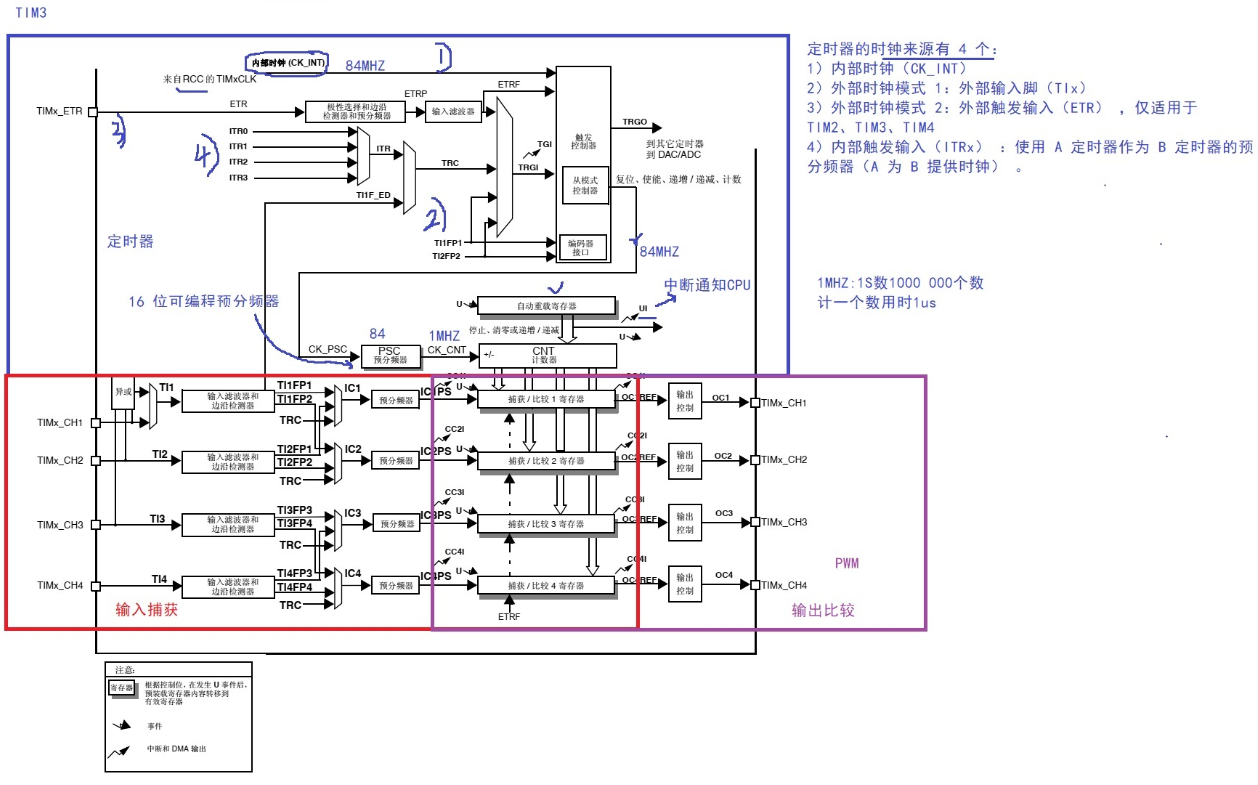 TIM3
定时器的时钟来源有 4 个:
1）内部时钟（CK_INT）
2）外部时钟模式 1: 外部输入脚（TIx）
3）外部时钟模式 2: 外部触发输入（ETR），仅适用于
TIM2、TIM3、TIM4
4）内部触发输入（ITRx）：使用 A 定时器作为 B 定时器的预
分频器（A 为 B 提供时钟）。
内部时钟 (CK_INT)
84MHZ
1)
来自 RCC 的 TIMxCLK
TIMx_ETR
ETR
极性选择和边沿
检测器和预分频器
ETRP
输入滤波器
ETRF
3)
ITR0
ITR1
ITR2
ITR3
4)
ITR
TRC
TI1F_ED
2)
TGI
TRGI
TI1FP1
TI2FP2
触发
控制器
从模式
控制器
编码器
接口
TRGO
到其它定时器
到 DAC/ADC
复位、使能、递增 / 递减、计数
84MHZ
定时器
1MHZ:1S数1000 000个数
计一个数用时1us
16 位可编程预分频器
U
自动重载寄存器
中断通知CPU
UI
U
停止、清零或递增 / 递减
84
1MHZ
CK_PSC
PSC
预分频器
CK_CNT
+/-
CNT
计数器
异或
TI1
TIMx_CH1
输入滤波器和
边沿检测器
TI1FP1
TI1FP2
TRC
IC1
预分频器
IC1PS
U
捕获 / 比较 1 寄存器
OC1REF
输出
控制
OC1
TIMx_CH1
TIMx_CH2
TI2
输入滤波器和
边沿检测器
TI2FP1
TI2FP2
TRC
IC2
预分频器
IC2PS
CC2I
U
捕获 / 比较 2 寄存器
CC2I
OC2REF
输出
控制
OC2
TIMx_CH2
TIMx_CH3
TI3
输入滤波器和
边沿检测器
TI3FP3
TI3FP4
TRC
IC3
预分频器
IC3PS
CC3I
U
捕获 / 比较 3 寄存器
CC3I
OC3REF
输出
控制
OC3
TIMx_CH3
TIMx_CH4
TI4
输入滤波器和
边沿检测器
TI4FP3
TI4FP4
TRC
IC4
预分频器
IC4PS
CC4I
U
捕获 / 比较 4 寄存器
CC4I
OC4REF
输出
控制
OC4
TIMx_CH4
ETRF
输入捕获
PWM
输出比较
注意:
寄存器
根据控制位，在发生 U 事件后，
预装载寄存器内容转移到
有效寄存器
事件
中断和 DMA 输出